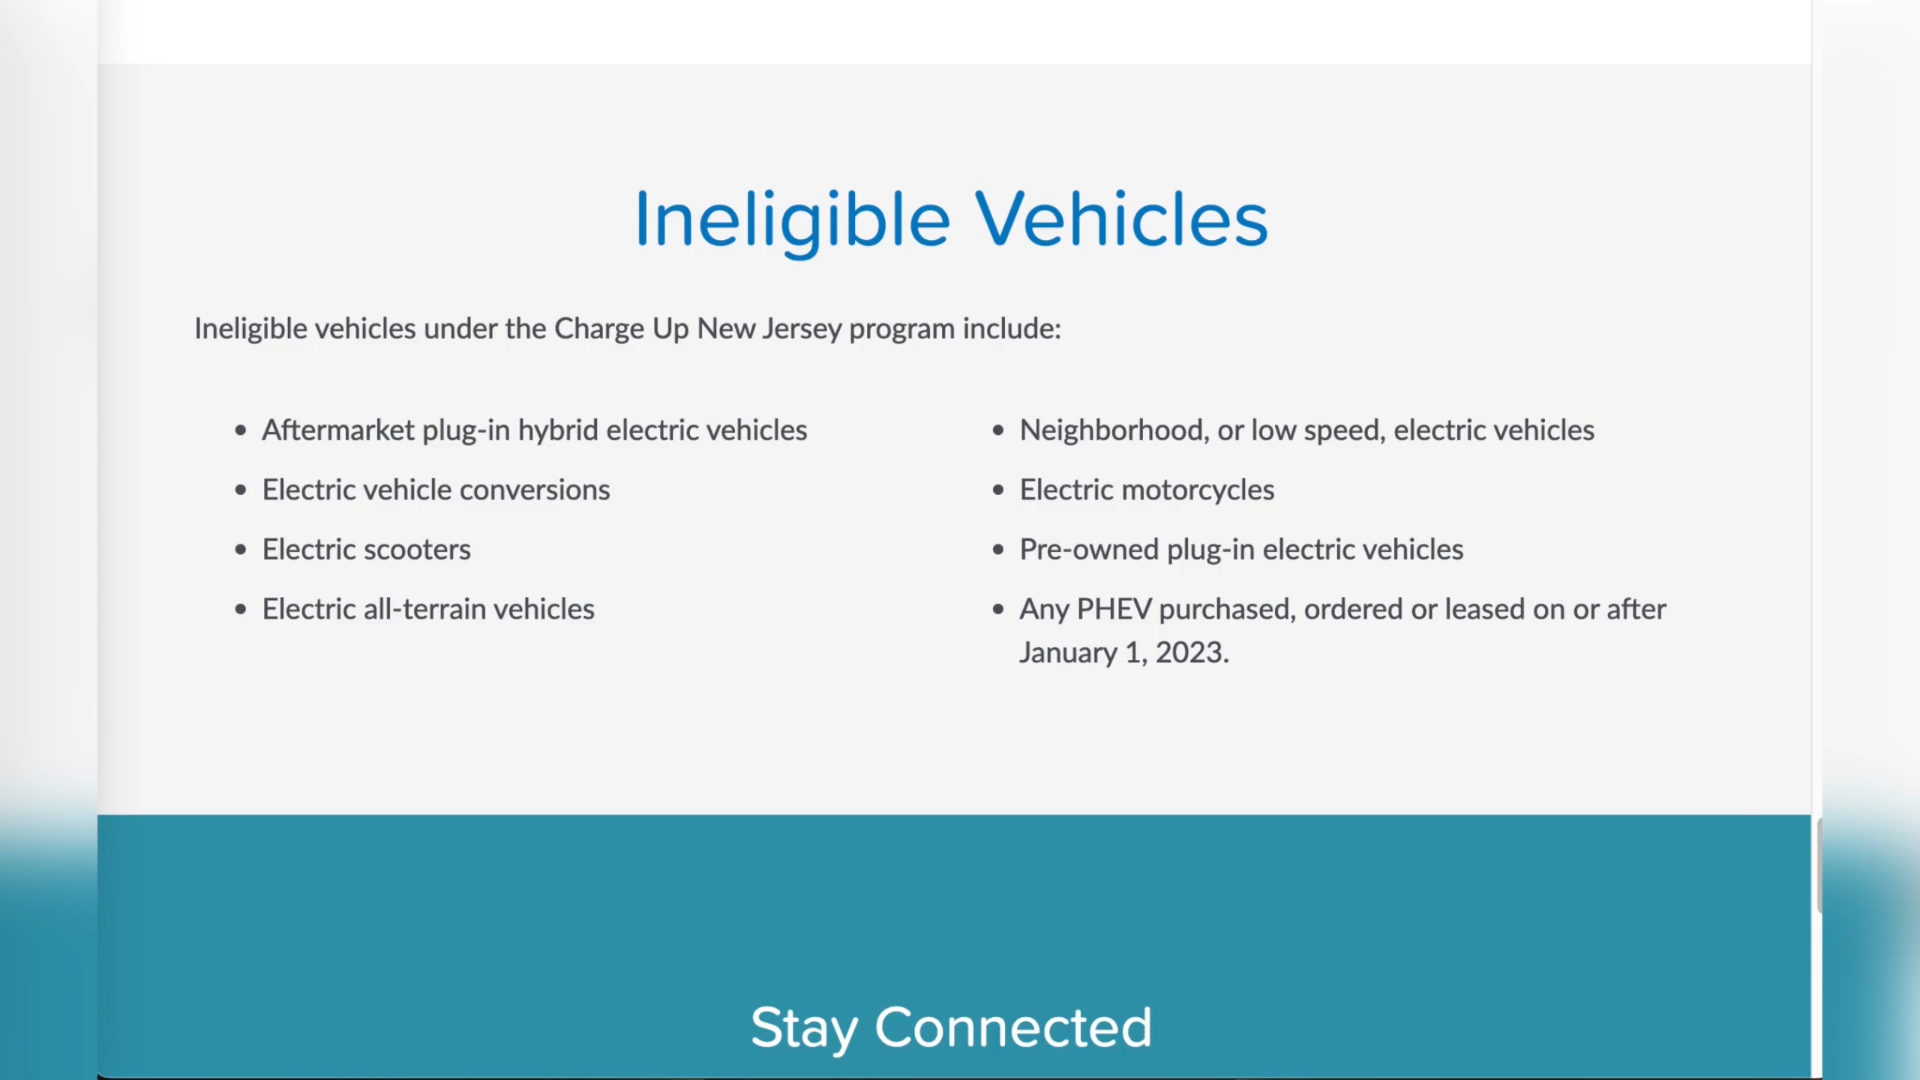 Ineligible Vehicles
Ineligible vehicles under the Charge Up New Jersey program include:
• Aftermarket plug-in hybrid electric vehicles
• Electric vehicle conversions
• Electric scooters
• Electric all-terrain vehicles
• Neighborhood, or low speed, electric vehicles
• Electric motorcycles
• Pre-owned plug-in electric vehicles
• Any PHEV purchased, ordered or leased on or after
January 1, 2023.
Stay Connected